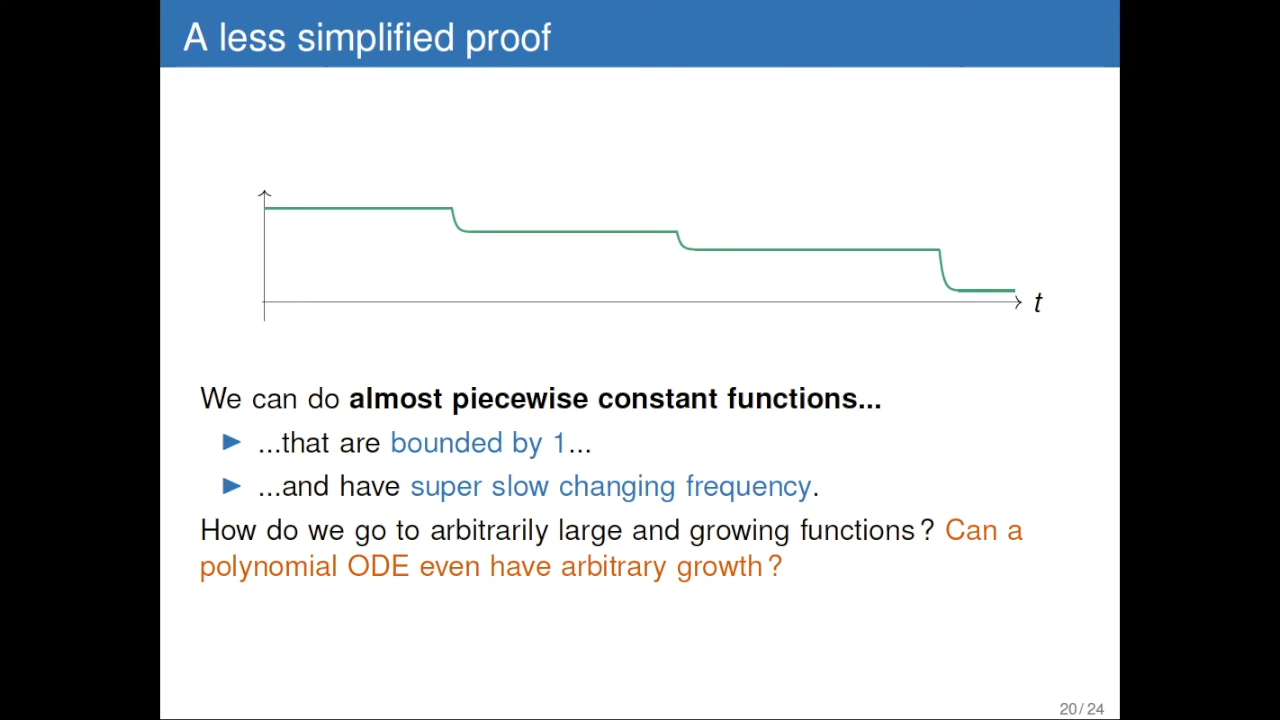 A less simplified proof
t
We can do almost piecewise constant functions...
▶ ...that are bounded by 1...
▶ ...and have super slow changing frequency.
How do we go to arbitrarily large and growing functions ? Can a
polynomial ODE even have arbitrary growth ?
20 / 24